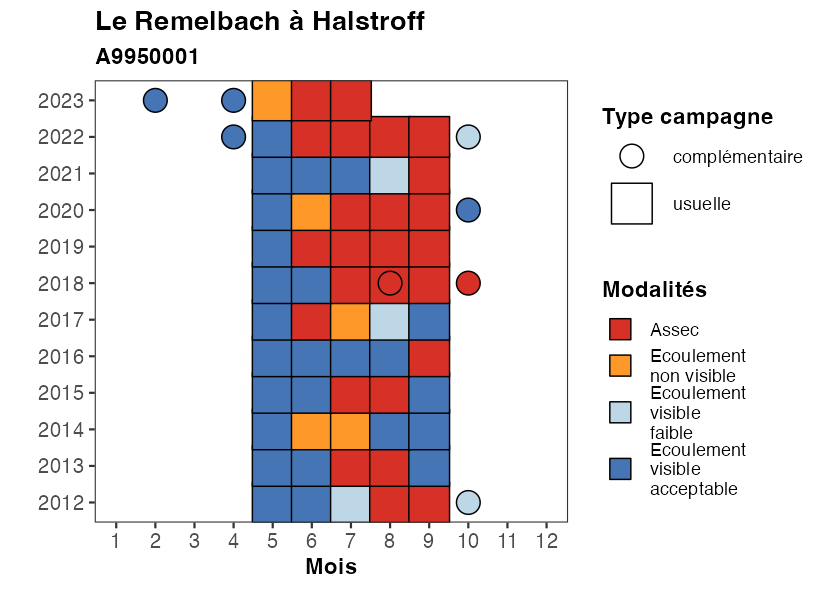 Le Remelbach à Halstroff
A9950001
2023
2022
2021
2020
2019
2018
2017
2016
2015
2014
2013
2012
1 2 3 4 5 6 7 8 9 10 11 12
Mois
Type campagne
complémentaire
usuelle
Modalités
Assec
Ecoulement
non visible
Ecoulement
visible
faible
Ecoulement
visible
acceptable